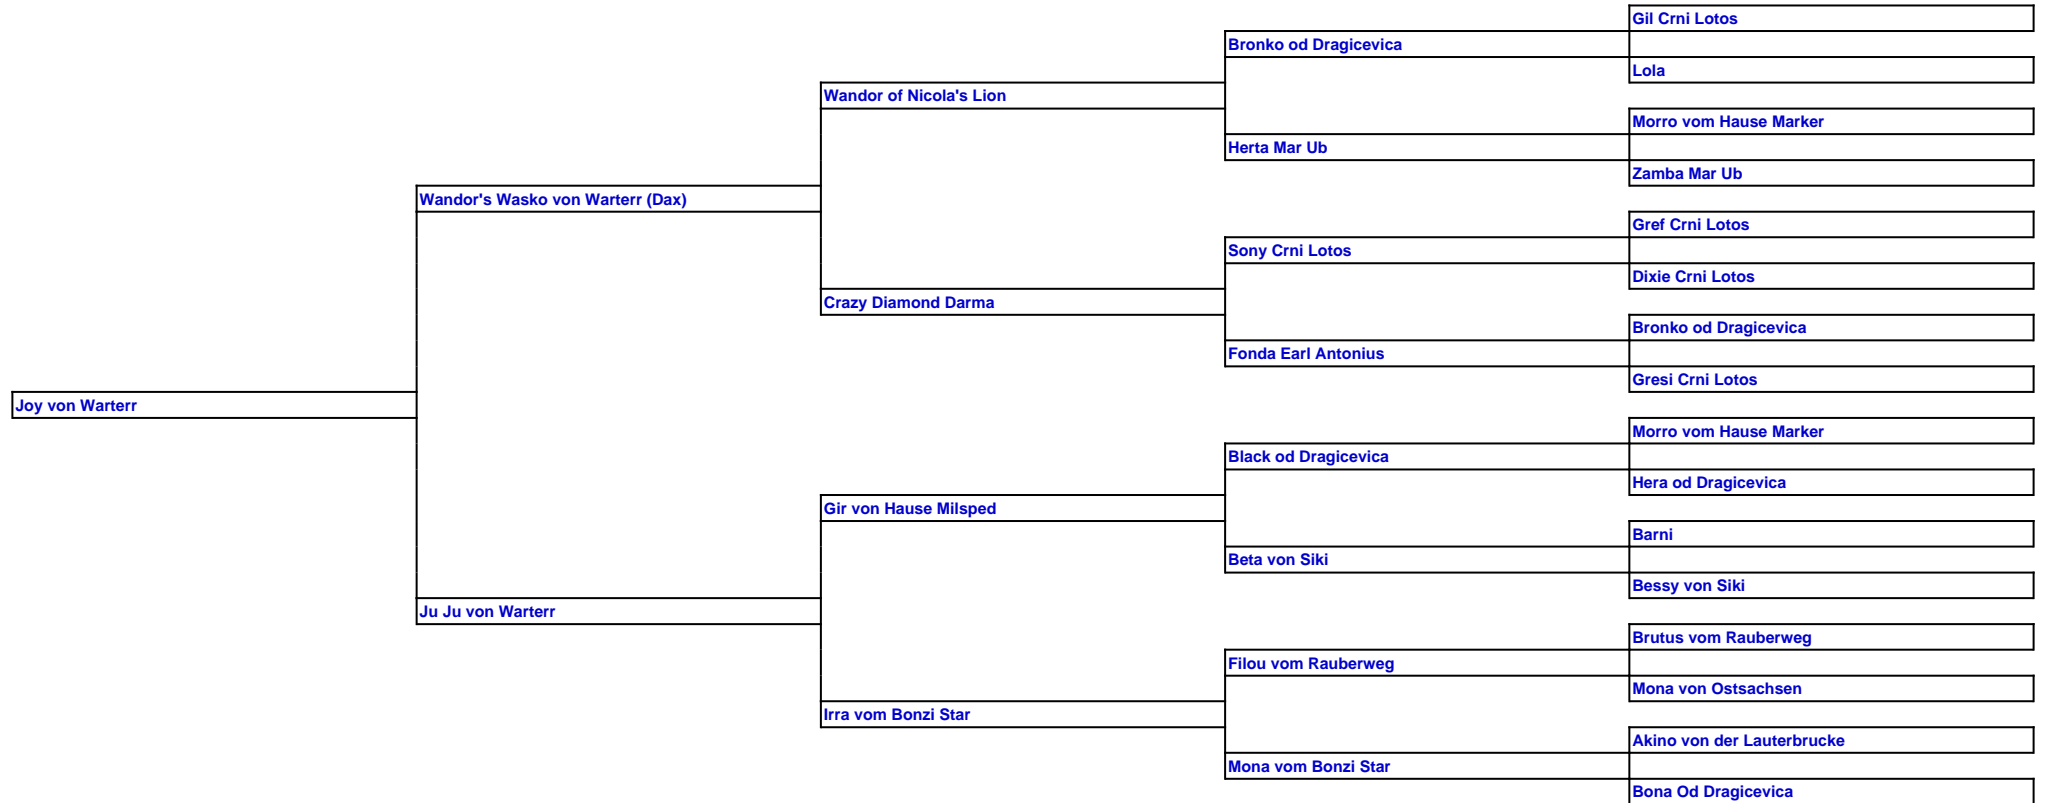 Gil Crni Lotos
Bronko od Dragicevica
Lola
Wandor of Nicola's Lion
Morro vom Hause Marker
Herta Mar Ub
Zamba Mar Ub
Wandor's Wasko von Warterr (Dax)
Gref Crni Lotos
Sony Crni Lotos
Dixie Crni Lotos
Crazy Diamond Darma
Bronko od Dragicevica
Fonda Earl Antonius
Gresi Crni Lotos
Joy von Warterr
Morro vom Hause Marker
Black od Dragicevica
Hera od Dragicevica
Gir von Hause Milsped
Barni
Beta von Siki
Bessy von Siki
Ju Ju von Warterr
Brutus vom Rauberweg
Filou vom Rauberweg
Mona von Ostsachsen
Irra vom Bonzi Star
Akino von der Lauterbrucke
Mona vom Bonzi Star
Bona Od Dragicevica